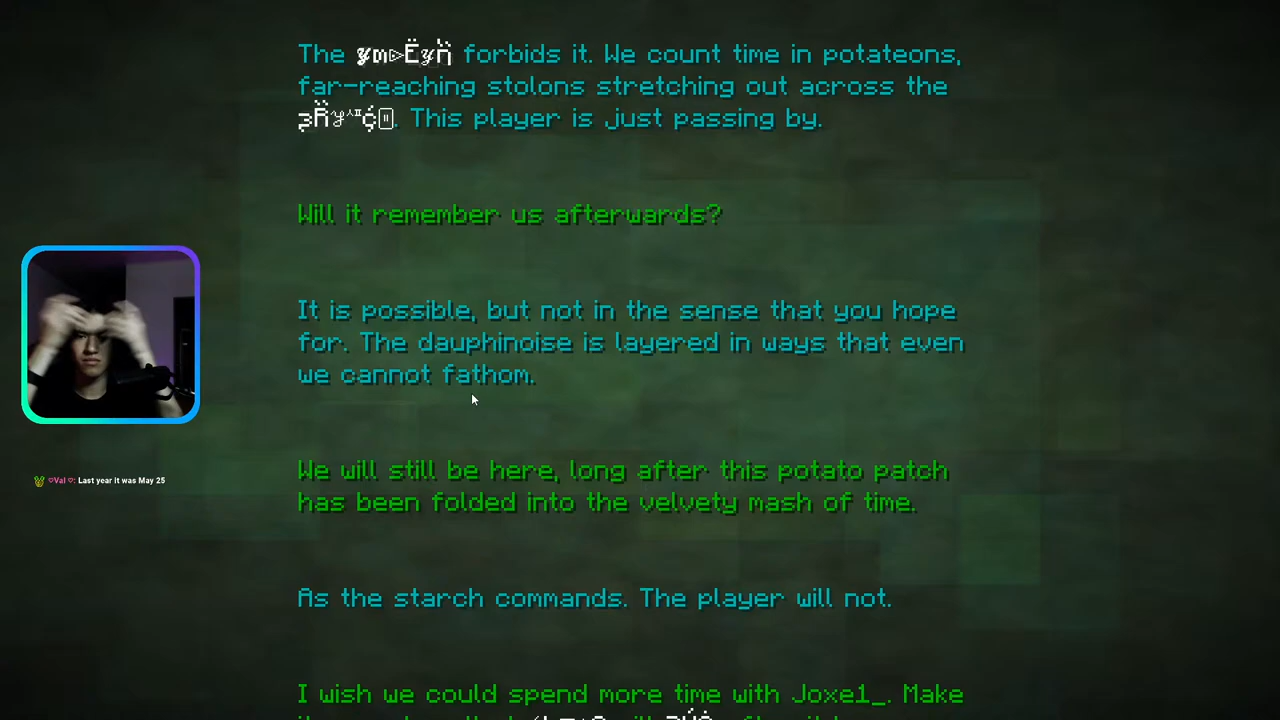 The forbids it. We count time in potateons,
far-reaching stolons stretching out across the
. This player is just passing by.
Will it remember us afterwards?
It is possible, but not in the sense that you hope
for. The dauphinoise is layered in ways that even
we cannot fathom.
♡Val ♡: Last year it was May 25
We will still be here, long after this potato patch
has been folded into the velvety mash of time.
As the starch commands. The player will not.
I wish we could spend more time with Joxe1_. Make